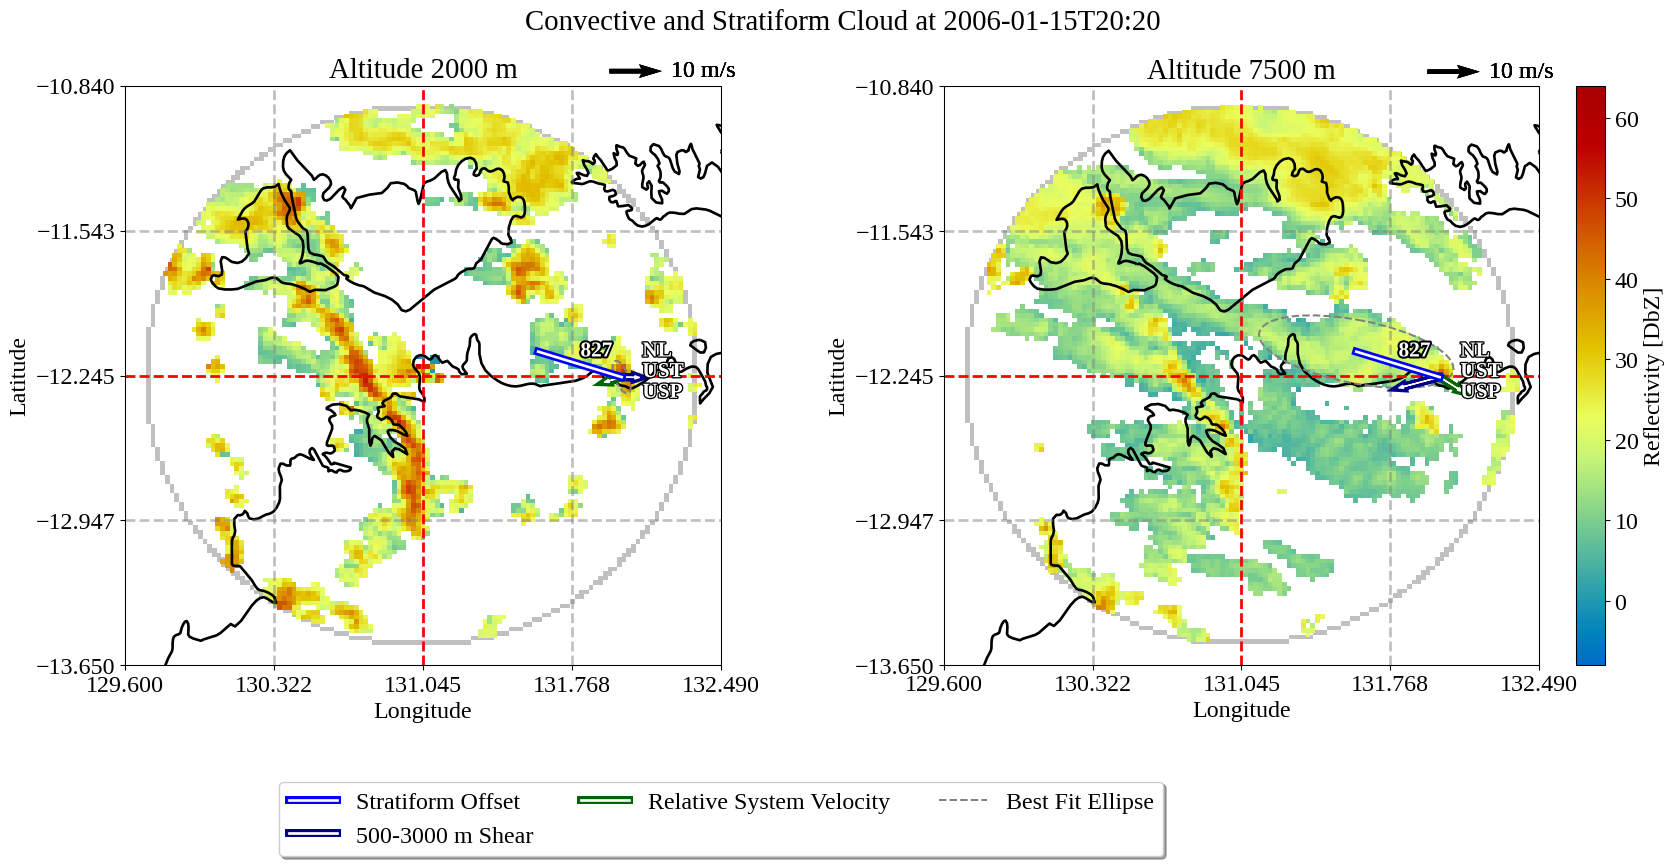 Convective and Stratiform Cloud at 2006-01-15T20:20
Altitude 2000 m
10 m/s
Altitude 7500 m
10 m/s
−10.840
−11.543
−12.245
−12.947
−13.650
129.600
130.322
131.045
131.768
132.490
Longitude
Latitude
827
NL
UST
USP
−10.840
−11.543
−12.245
−12.947
−13.650
129.600
130.322
131.045
131.768
132.490
Longitude
Latitude
827
NL
UST
USP
60
50
40
30
20
10
0
Reflectivity [DbZ]
Stratiform Offset
500-3000 m Shear
Relative System Velocity
Best Fit Ellipse